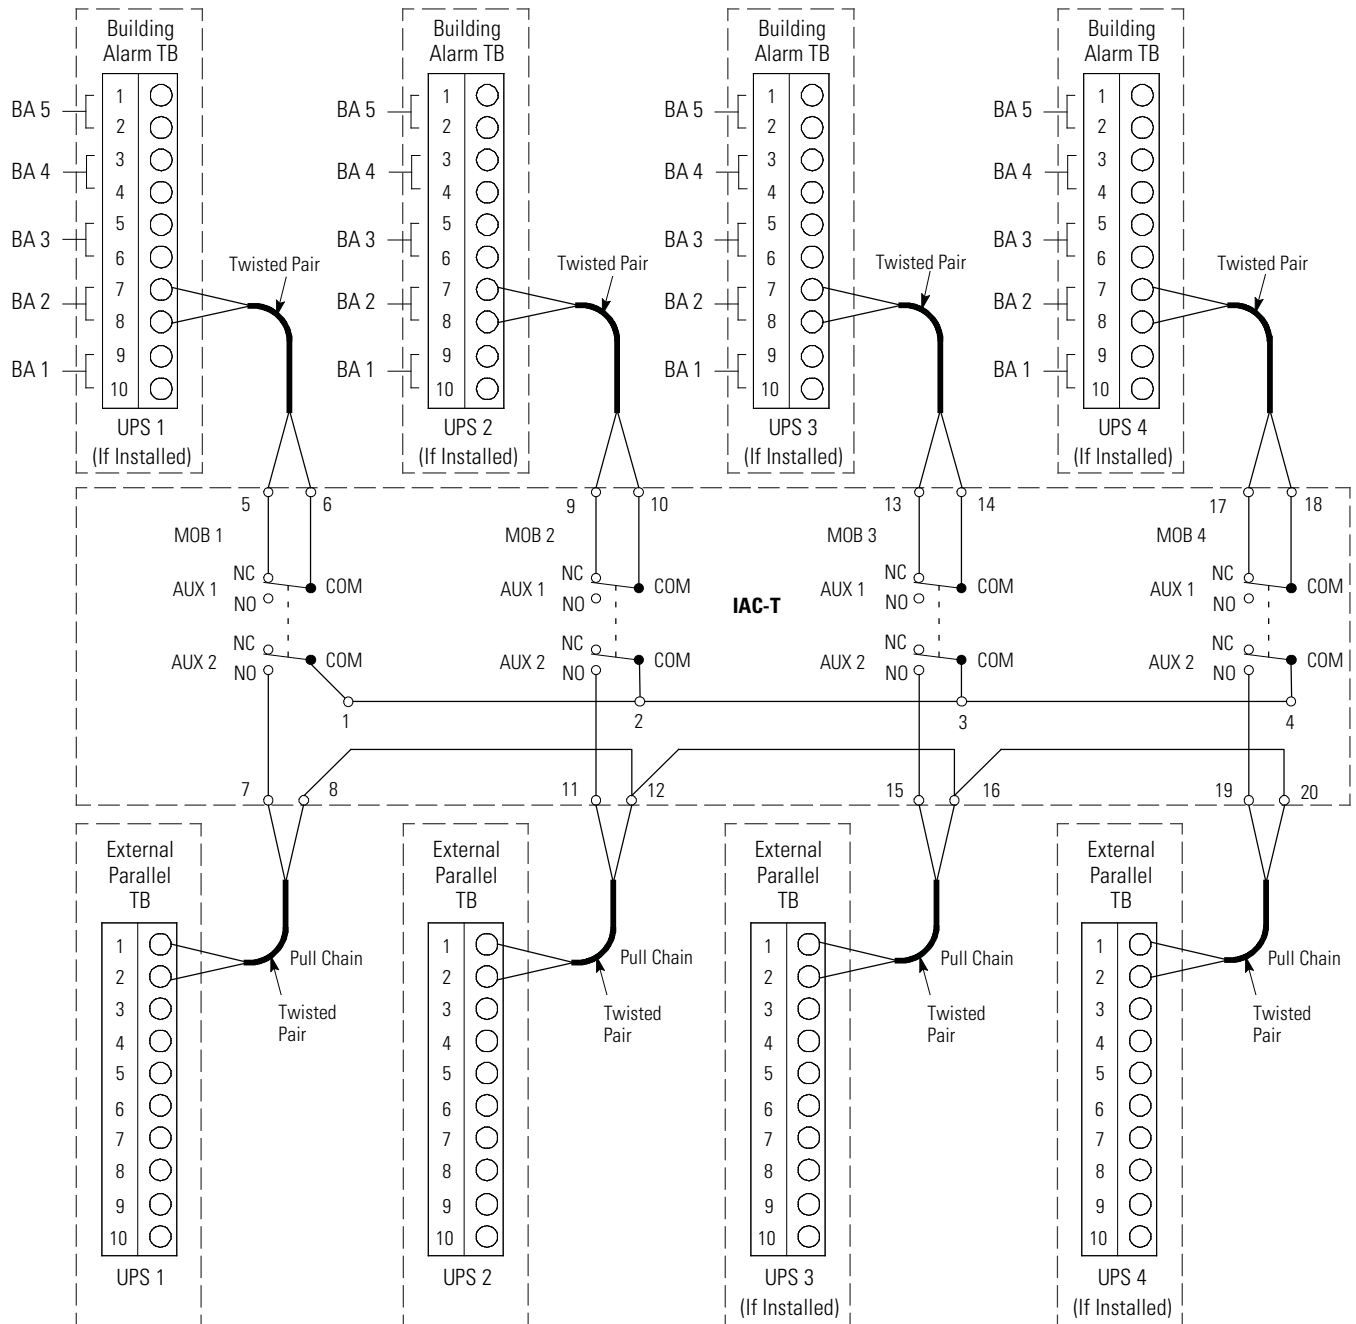 Building Building Building Building
Alarm TB Alarm TB Alarm TB Alarm TB
1 1 1 1
BA 5 BA 5 BA 5 BA 5
2 2 2 2
3 3 3 3
BA 4 BA 4 BA 4 BA 4
4 4 4 4
5 5 5 5
BA 3 BA 3 BA 3 BA 3
6 6 6 6
Twisted Pair Twisted Pair Twisted Pair Twisted Pair
7 7 7 7
BA 2 BA 2 BA 2 BA 2
8 8 8 8
9 9 9 9
BA 1 BA 1 BA 1 BA 1
10 10 10 10
UPS 1 UPS 2 UPS 3 UPS 4
(If Installed) (If Installed) (If Installed) (If Installed)
5 6 9 10 13 14 17 18
MOB 1 MOB 2 MOB 3 MOB 4
NC NC NC NC
AUX 1 COM AUX 1 COM AUX 1 COM AUX 1 COM
NO NO NO NO
IAC-T
NC NC NC NC
AUX 2 COM AUX 2 COM AUX 2 COM AUX 2 COM
NO NO NO NO
1 2 3 4
7 8 11 12 15 16 19 20
External External External External
Parallel Parallel Parallel Parallel
TB TB TB TB
1 1 1 1
Pull Chain Pull Chain Pull Chain Pull Chain
2 2 2 2
3 3 3 3
Twisted Twisted Twisted Twisted
Pair Pair Pair Pair
4 4 4 4
5 5 5 5
6 6 6 6
7 7 7 7
8 8 8 8
9 9 9 9
10 10 10 10
UPS 1 UPS 2 UPS 3 UPS 4
(If Installed) (If Installed)